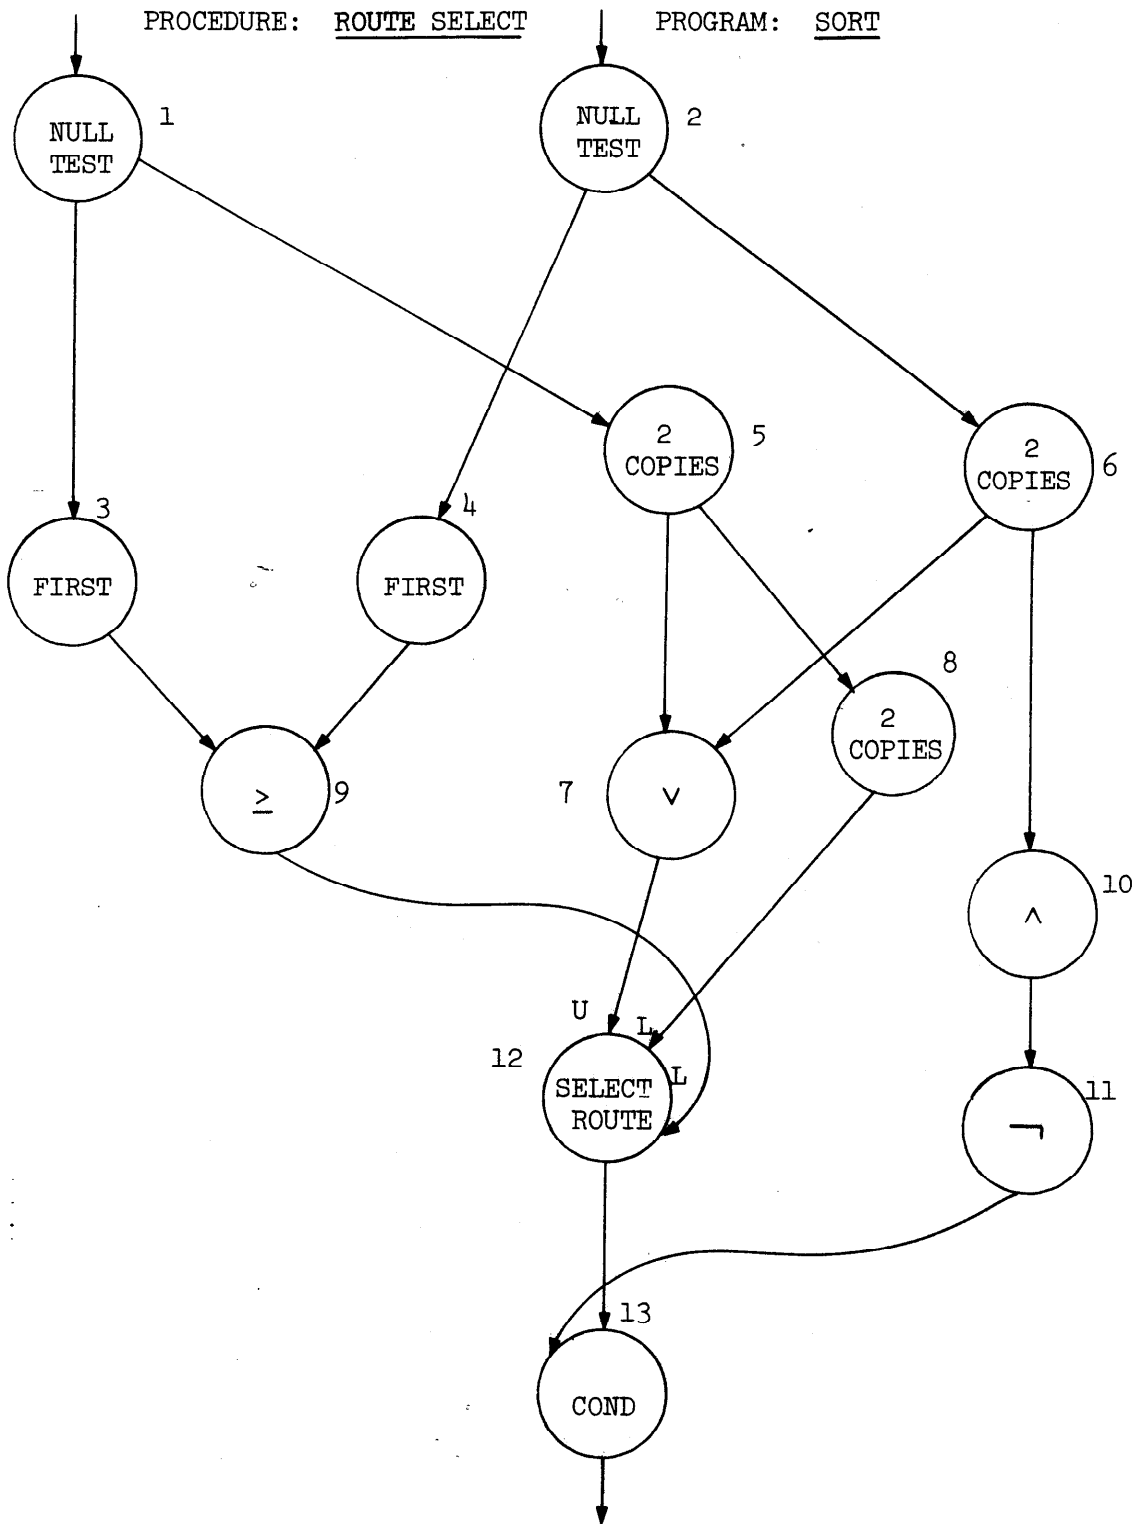 PROCEDURE: ROUTE SELECT PROGRAM: SORT
NULL
TEST
1
NULL
TEST
2
2
COPIES
5
2
COPIES
6
3
FIRST
4
FIRST
8
2
COPIES
≥
9
7
∨
10
∧
U
L
L
12
SELECT
ROUTE
11
¬
13
COND